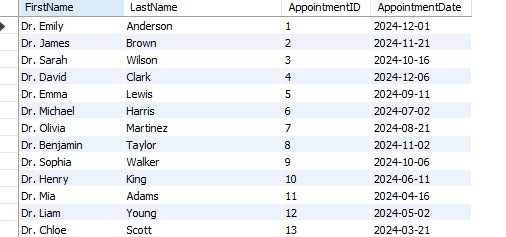 FirstName LastName AppointmentID AppointmentDate
Dr. Emily Anderson 1 2024-12-01
Dr. James Brown 2 2024-11-21
Dr. Sarah Wilson 3 2024-10-16
Dr. David Clark 4 2024-12-06
Dr. Emma Lewis 5 2024-09-11
Dr. Michael Harris 6 2024-07-02
Dr. Olivia Martinez 7 2024-08-21
Dr. Benjamin Taylor 8 2024-11-02
Dr. Sophia Walker 9 2024-10-06
Dr. Henry King 10 2024-06-11
Dr. Mia Adams 11 2024-04-16
Dr. Liam Young 12 2024-05-02
Dr. Chloe Scott 13 2024-03-21